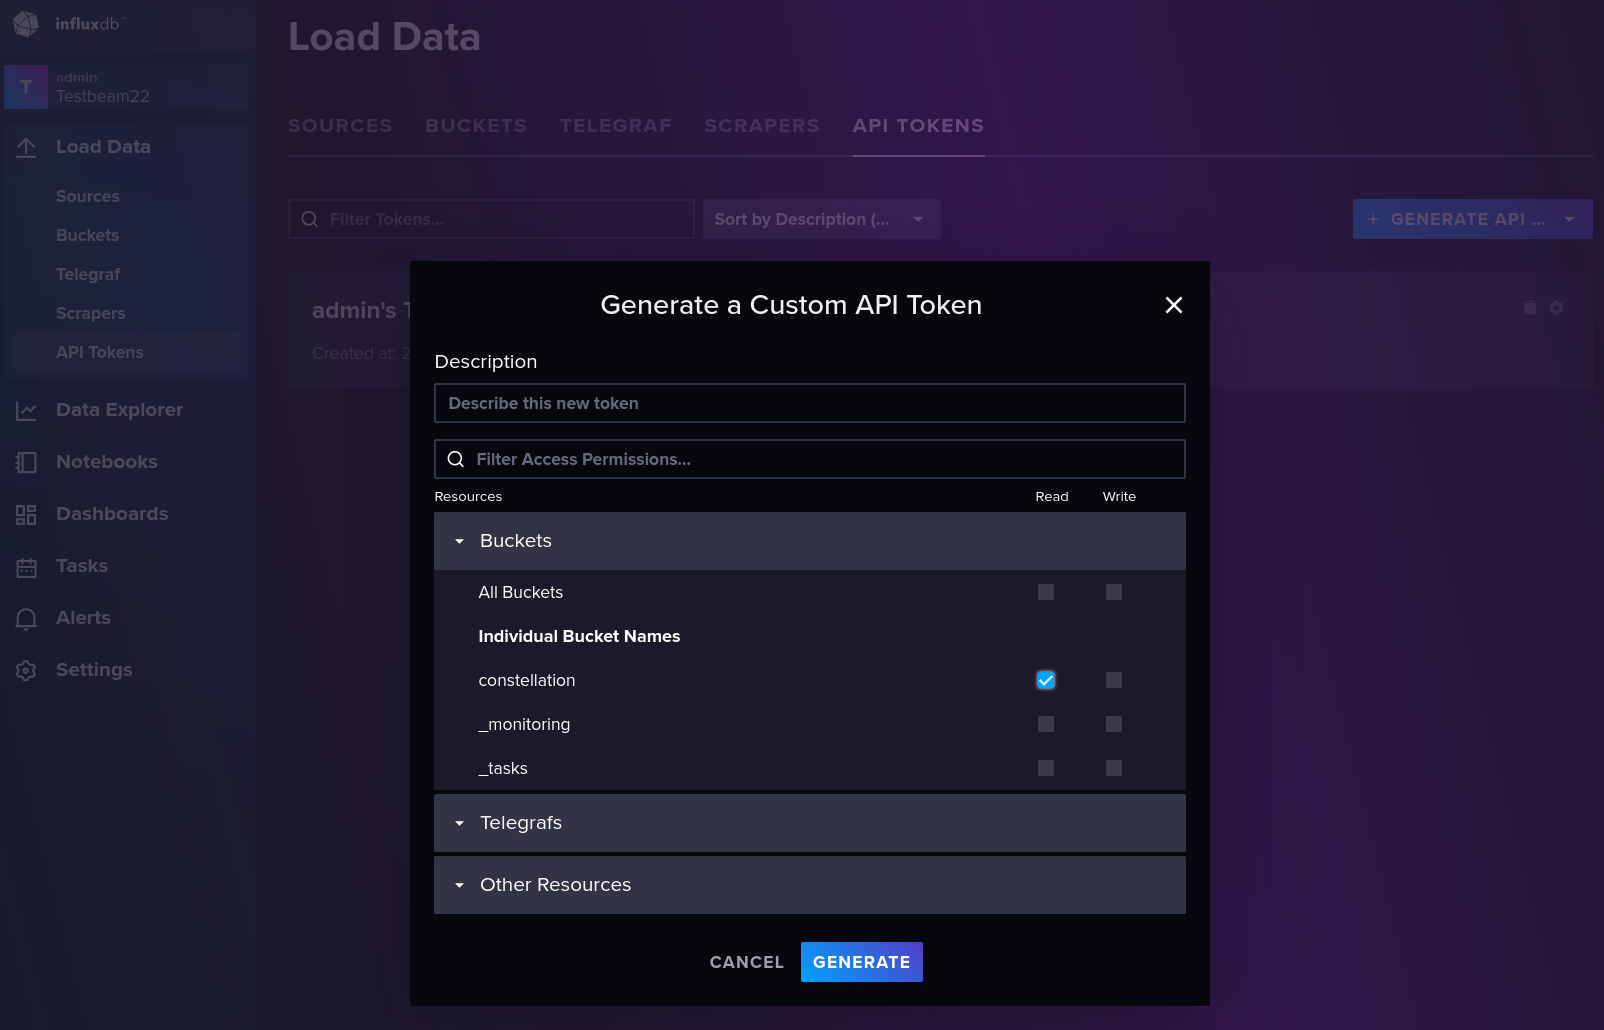 influxdb™
admin
Testbeam22
Load Data
Sources
Buckets
Telegraf
Scrapers
API Tokens
Data Explorer
Notebooks
Dashboards
Tasks
Alerts
Settings
Load Data
SOURCES BUCKETS TELEGRAF SCRAPERS API TOKENS
Filter Tokens...
Sort by Description (...
+ GENERATE API ...
admin's T
Created at: 2
Generate a Custom API Token
Description
Describe this new token
Filter Access Permissions...
Resources Read Write
Buckets
All Buckets
Individual Bucket Names
constellation
_monitoring
_tasks
Telegrafs
Other Resources
CANCEL GENERATE